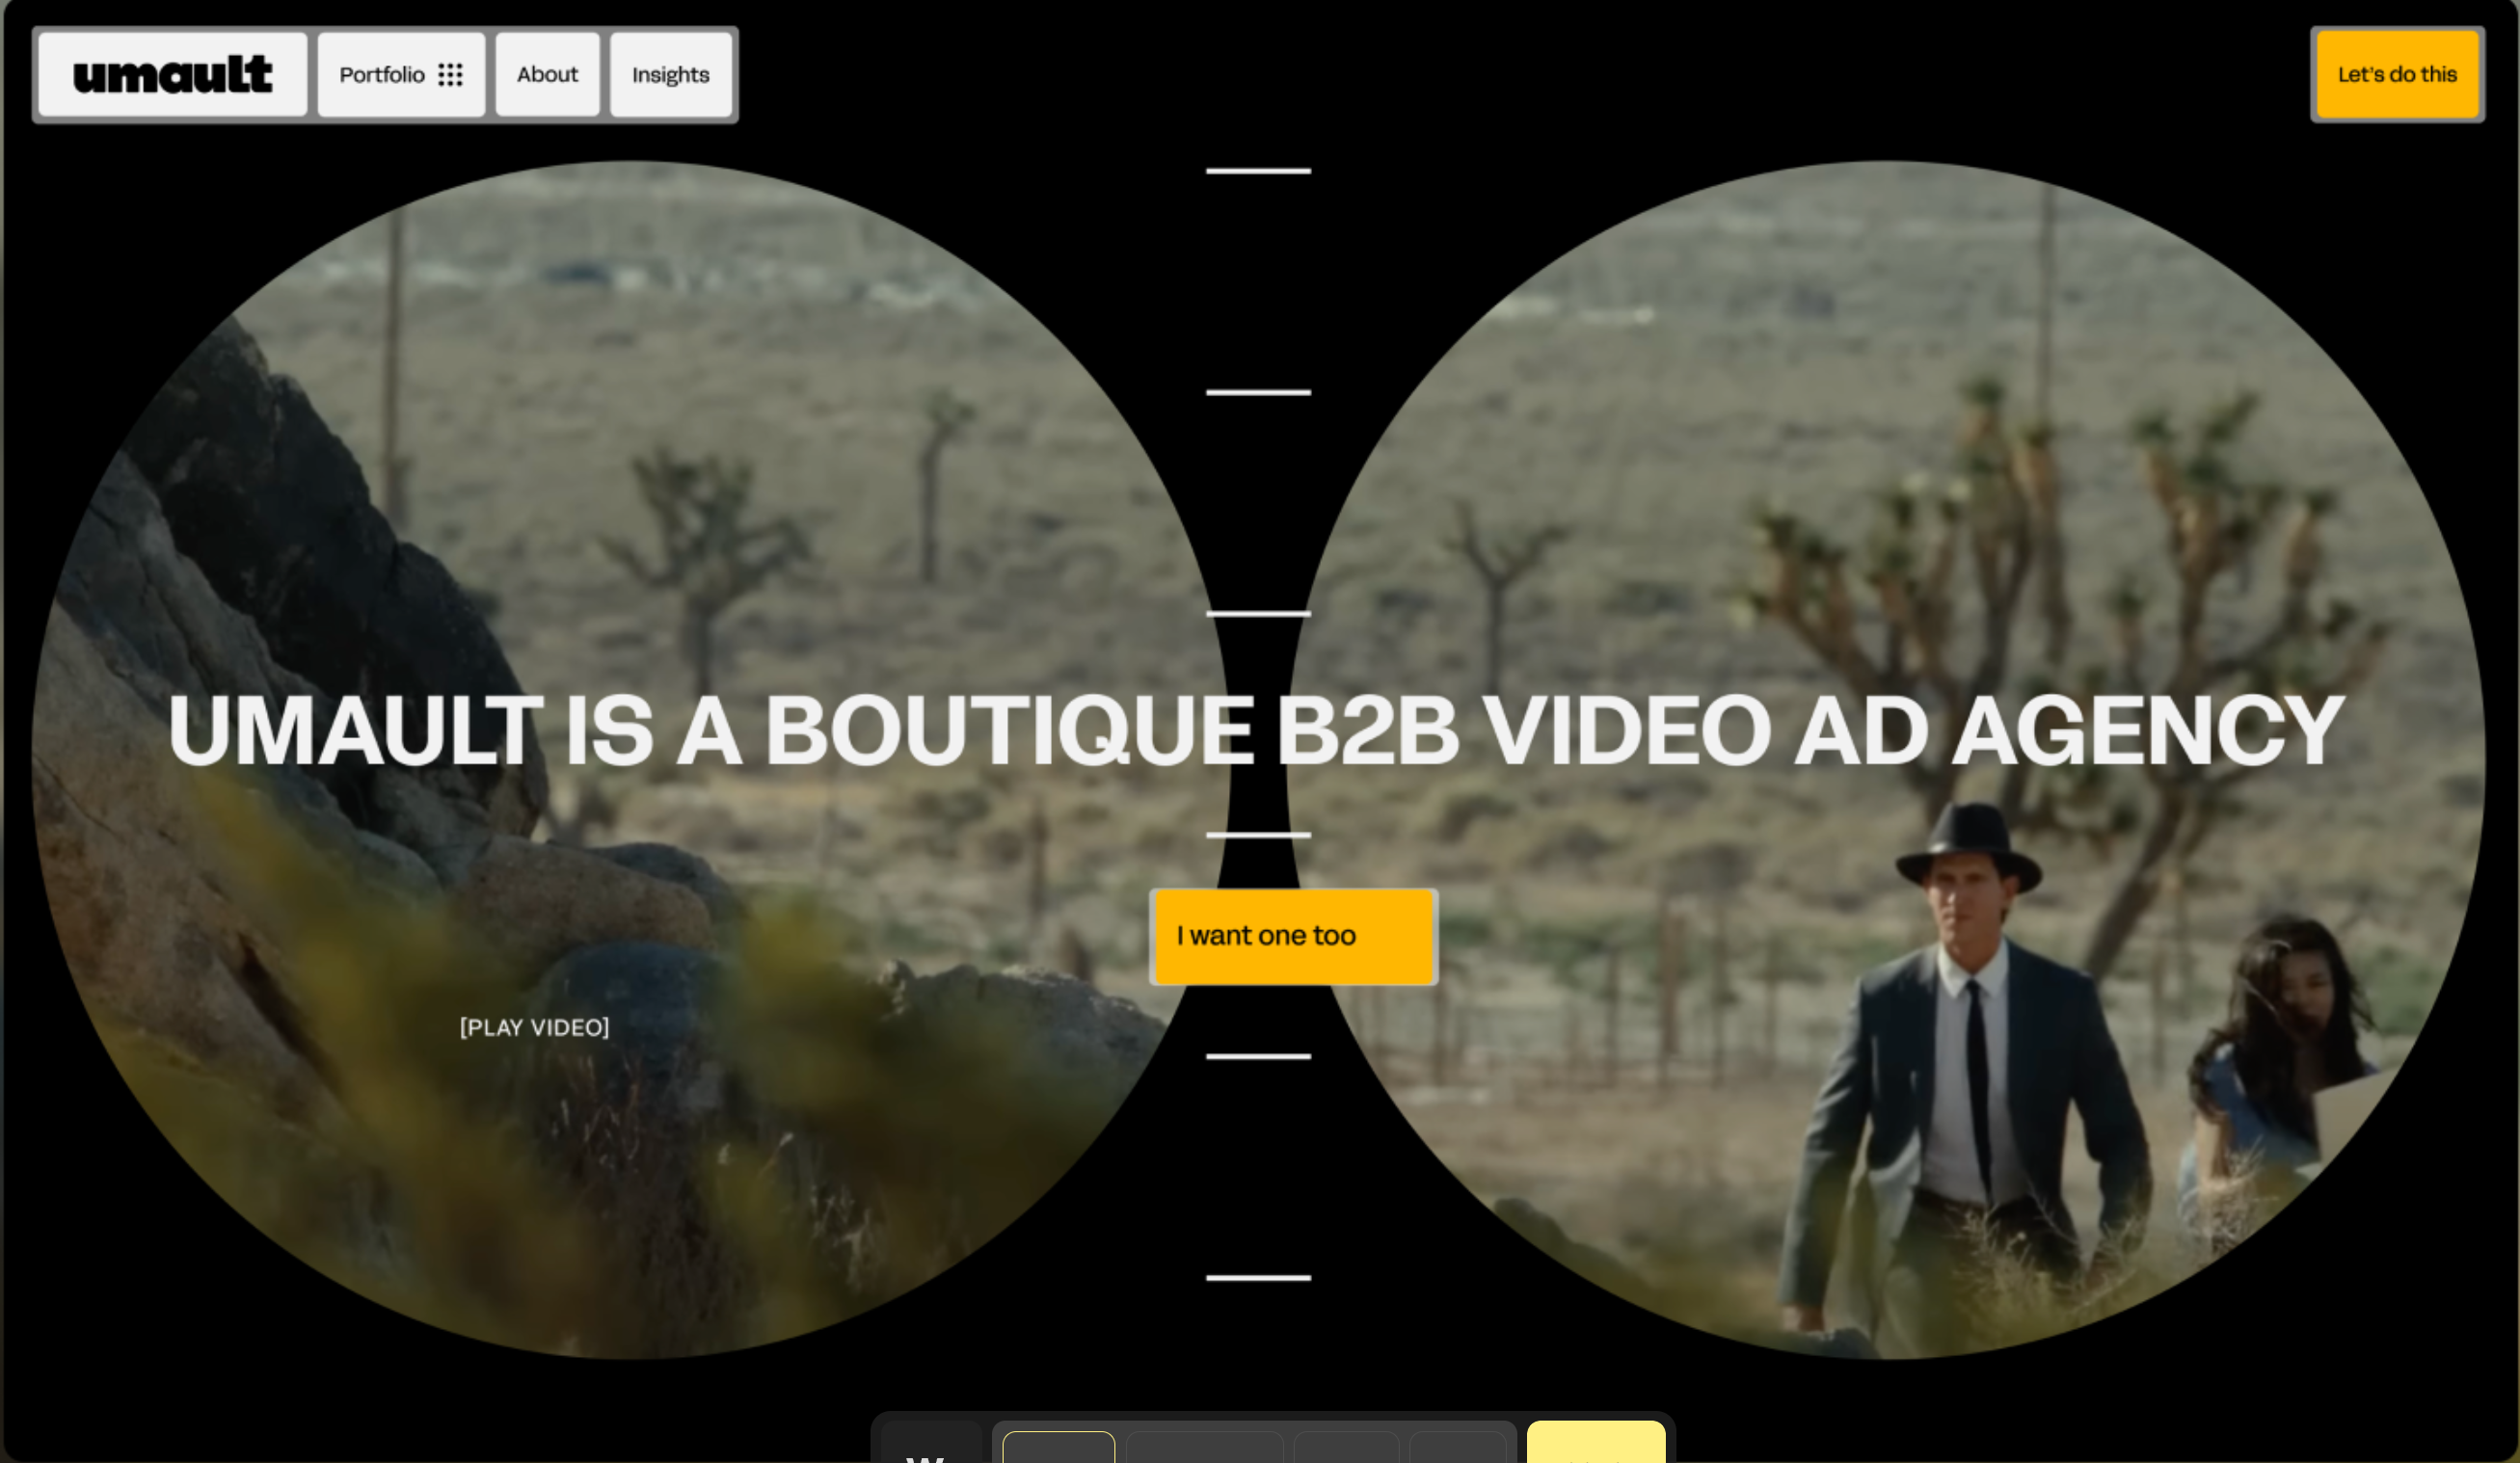 umault
Portfolio
About
Insights
Let's do this
UMAULT IS A BOUTIQUE B2B VIDEO AD AGENCY
I want one too
[PLAY VIDEO]